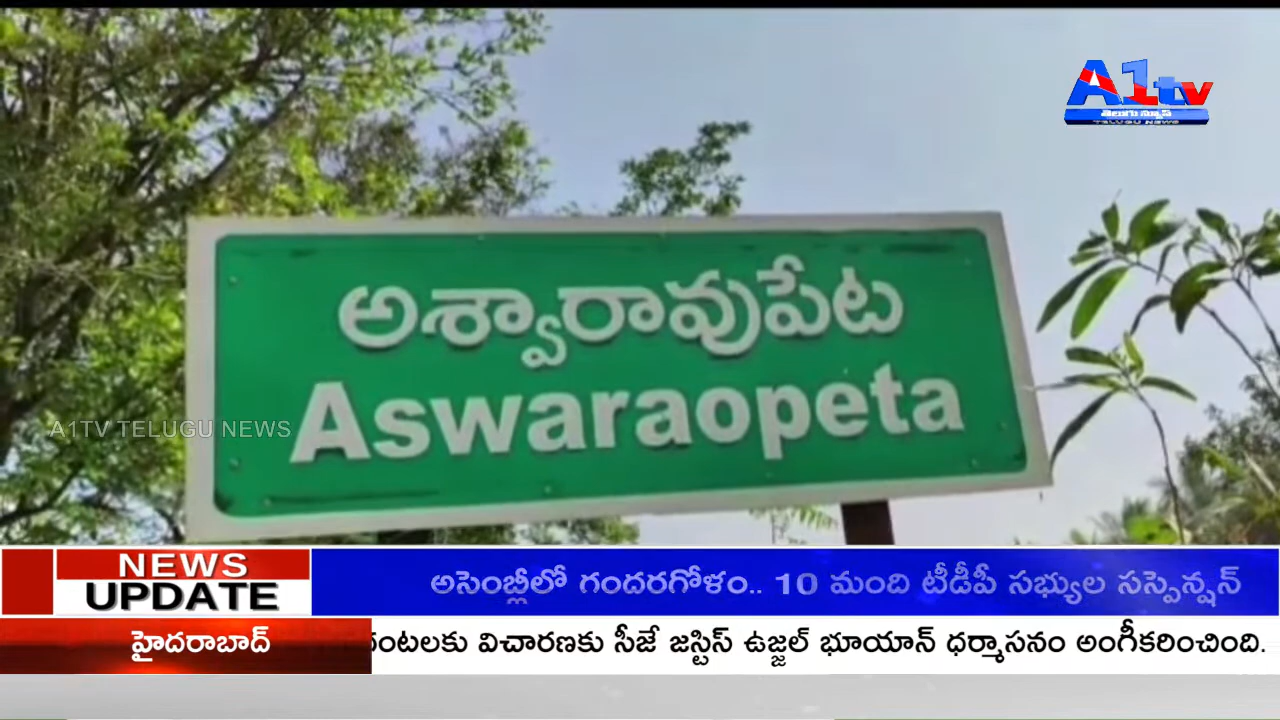 A1tv
తెలుగు న్యూస్
TELUGU NEWS
అశ్వారావుపేట
Aswaraopeta
A1TV TELUGU NEWS
NEWS
UPDATE
అసెంబ్లీలో గందరగోళం.. 10 మంది టీడీపీ సభ్యుల సస్పెన్షన్
హైదరాబాద్
విచారణకు సీజే జస్టిస్ ఉజ్జల్ భూయాన్ ధర్మాసనం అంగీకరించింది.